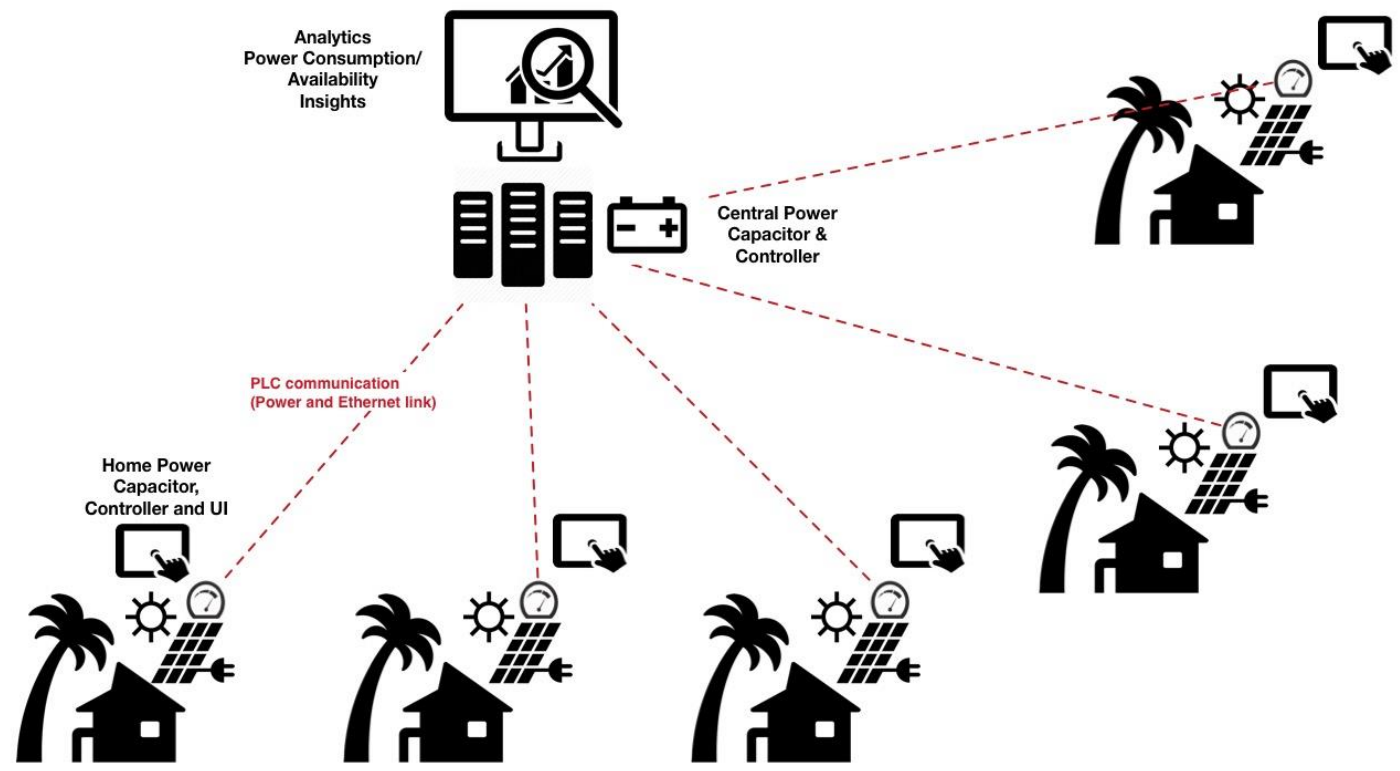 Analytics
Power Consumption/
Availability
Insights
Central Power
Capacitor &
Controller
PLC communication
(Power and Ethernet link)
Home Power
Capacitor,
Controller and UI